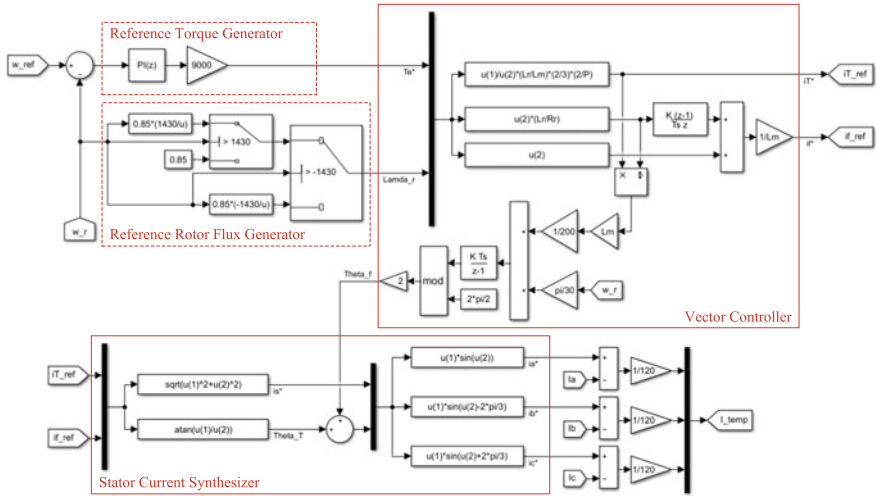 Reference Torque Generator
w_ref
+
-
PI(z)
9000
Te*
0.85*(1430/u)
> 1430
0.85
> -1430
0.85*(-1430/u)
Lamda_r
w_r
Reference Rotor Flux Generator
u(1)/u(2)*(Lr/Lm)*(2/3)*(2/P)
iT*
iT_ref
u(2)*(Lr/Rr)
K (z-1)
Ts z
+
+
1/Lm
if*
if_ref
u(2)
×
÷
Lm
1/200
+
+
K Ts
z-1
mod
2
Theta_f
2*pi/2
pi/30
w_r
Vector Controller
iT_ref
if_ref
sqrt(u(1)^2+u(2)^2)
is*
atan(u(1)/u(2))
Theta_T
+
+
u(1)*sin(u(2))
ia*
Ia
+
−
1/120
u(1)*sin(u(2)-2*pi/3)
ib*
Ib
+
−
1/120
I_temp
u(1)*sin(u(2)+2*pi/3)
ic*
Ic
+
−
1/120
Stator Current Synthesizer